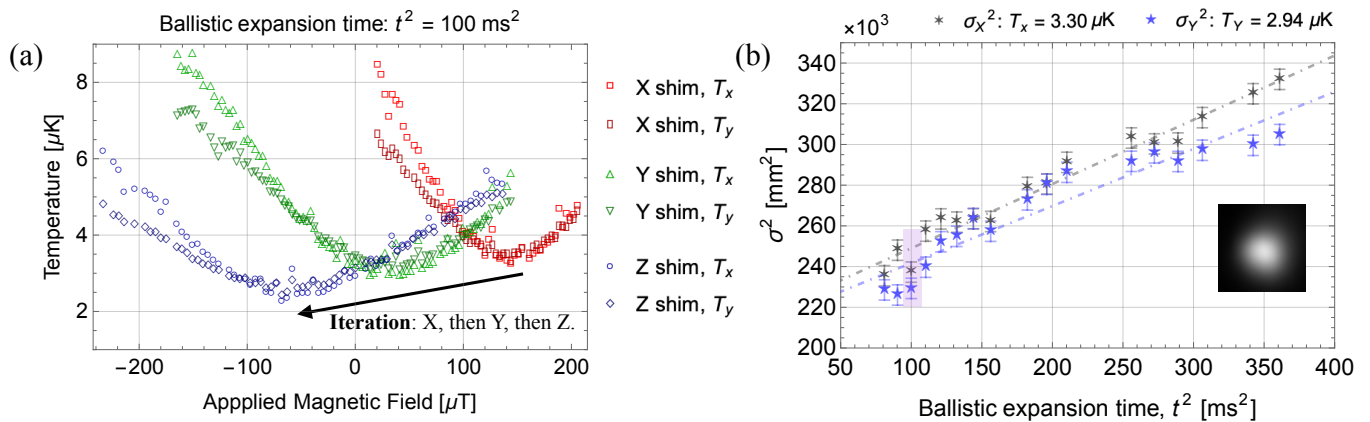 (a)
Ballistic expansion time: t² = 100 ms²
Temperature [μK]
8
6
4
2
−200 −100 0 100 200
Appplied Magnetic Field [μT]
Iteration: X, then Y, then Z.
X shim, Tx
X shim, Ty
Y shim, Tx
Y shim, Ty
Z shim, Tx
Z shim, Ty
(b)
σX²: Tx = 3.30 μK σY²: TY = 2.94 μK
×10³
σ² [mm²]
340
320
300
280
260
240
220
200
50 100 150 200 250 300 350 400
Ballistic expansion time, t² [ms²]